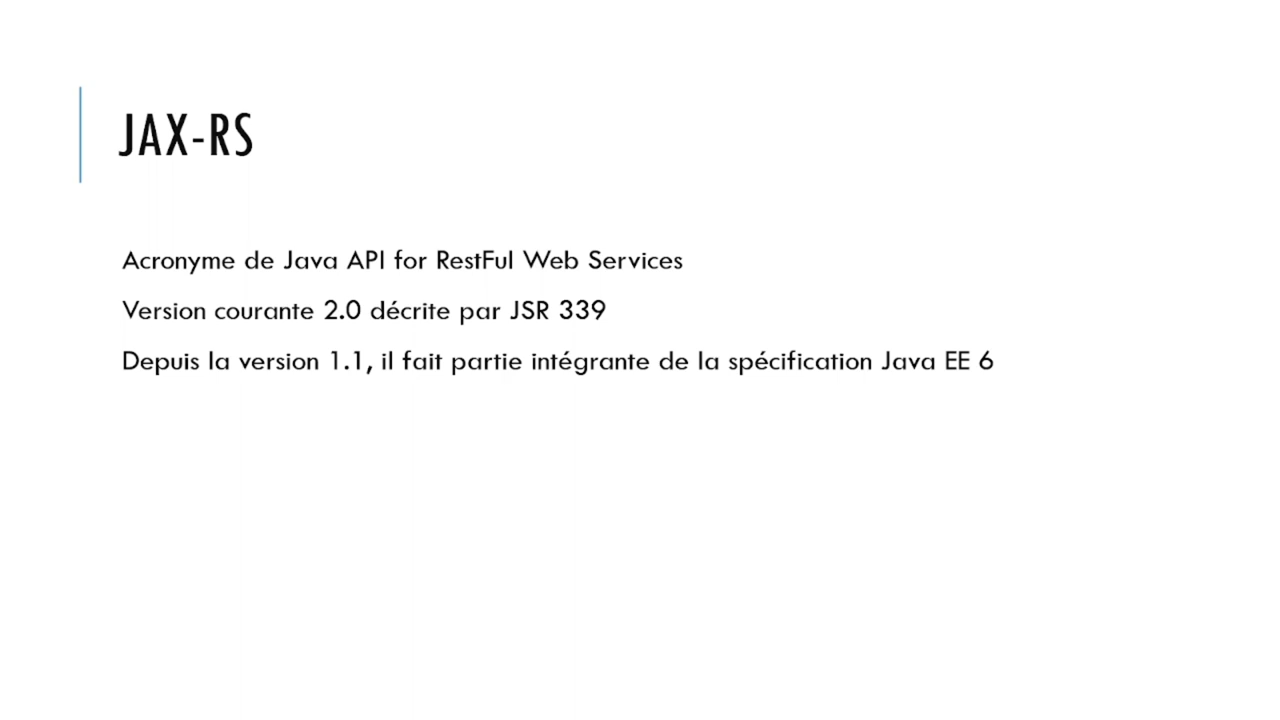 JAX-RS
Acronyme de Java API for RestFul Web Services
Version courante 2.0 décrite par JSR 339
Depuis la version 1.1, il fait partie intégrante de la spécification Java EE 6